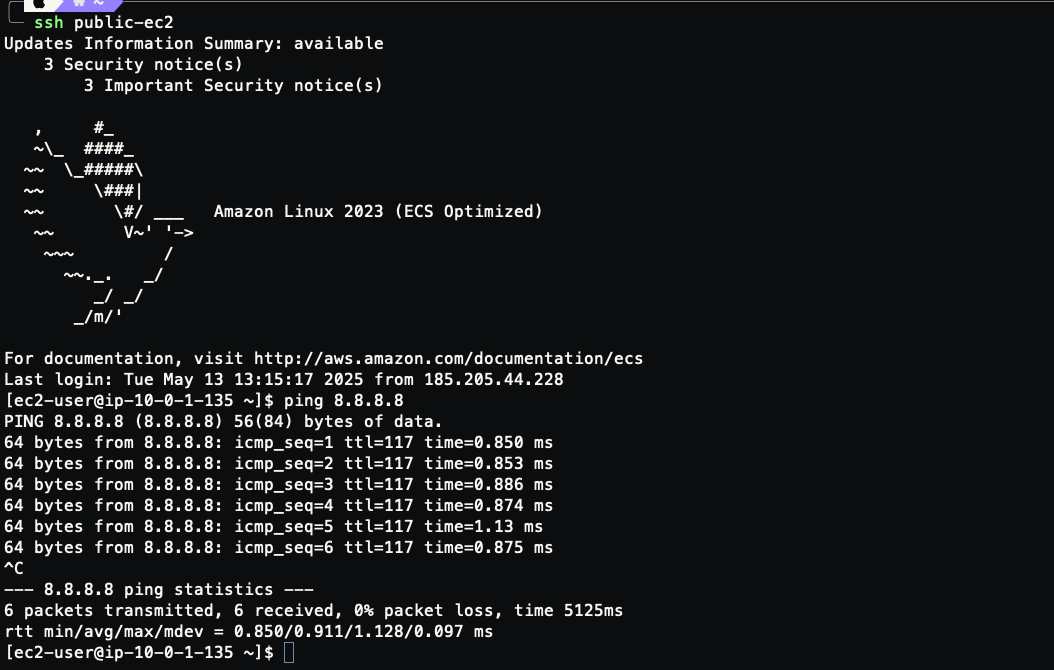 ssh public-ec2
Updates Information Summary: available
    3 Security notice(s)
        3 Important Security notice(s)

   ,     #_
   ~\_  ####_
  ~~  \_#####\
  ~~     \###|
  ~~       \#/ ___   Amazon Linux 2023 (ECS Optimized)
   ~~       V~' '->
    ~~~         /
      ~~._.   _/
         _/ _/
       _/m/'

For documentation, visit http://aws.amazon.com/documentation/ecs
Last login: Tue May 13 13:15:17 2025 from 185.205.44.228
[ec2-user@ip-10-0-1-135 ~]$ ping 8.8.8.8
PING 8.8.8.8 (8.8.8.8) 56(84) bytes of data.
64 bytes from 8.8.8.8: icmp_seq=1 ttl=117 time=0.850 ms
64 bytes from 8.8.8.8: icmp_seq=2 ttl=117 time=0.853 ms
64 bytes from 8.8.8.8: icmp_seq=3 ttl=117 time=0.886 ms
64 bytes from 8.8.8.8: icmp_seq=4 ttl=117 time=0.874 ms
64 bytes from 8.8.8.8: icmp_seq=5 ttl=117 time=1.13 ms
64 bytes from 8.8.8.8: icmp_seq=6 ttl=117 time=0.875 ms
^C
--- 8.8.8.8 ping statistics ---
6 packets transmitted, 6 received, 0% packet loss, time 5125ms
rtt min/avg/max/mdev = 0.850/0.911/1.128/0.097 ms
[ec2-user@ip-10-0-1-135 ~]$